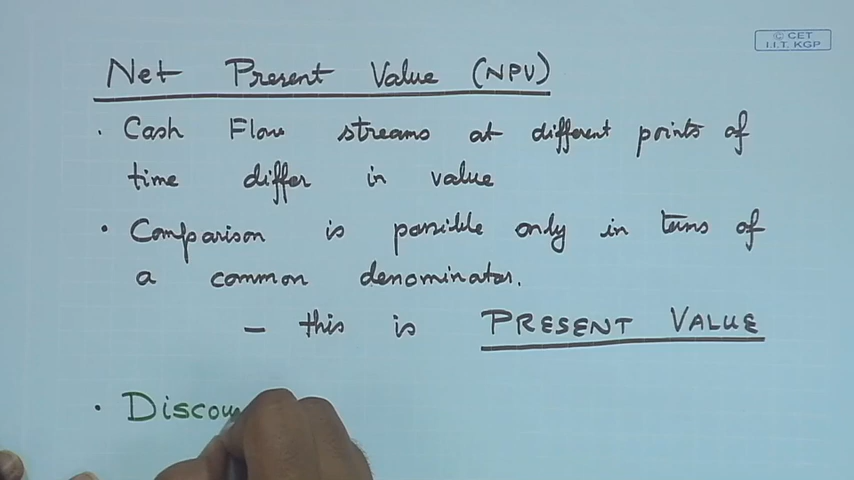 © CET
I.I.T. KGP
Net Present Value (NPV)
. Cash Flow streams at different points of
time differ in value
• Comparison is possible only in terms of
a common denominator.
– this is PRESENT VALUE
• Discou